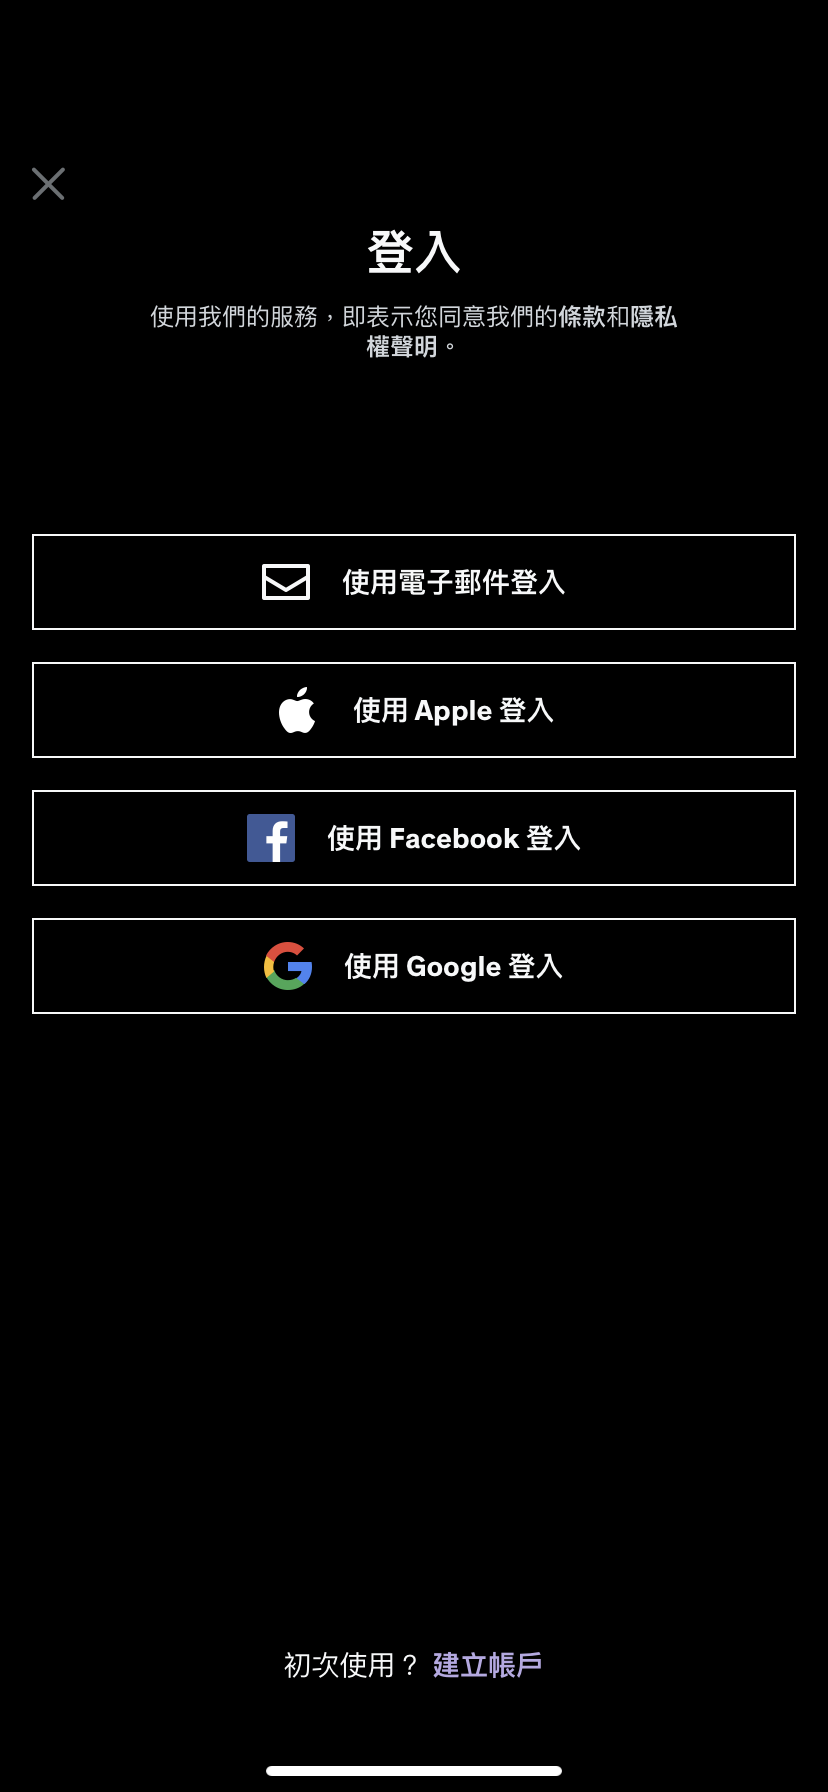 登入
使用我們的服務，即表示您同意我們的條款和隱私
權聲明。
使用電子郵件登入
使用 Apple 登入
使用 Facebook 登入
使用 Google 登入
初次使用？ 建立帳戶